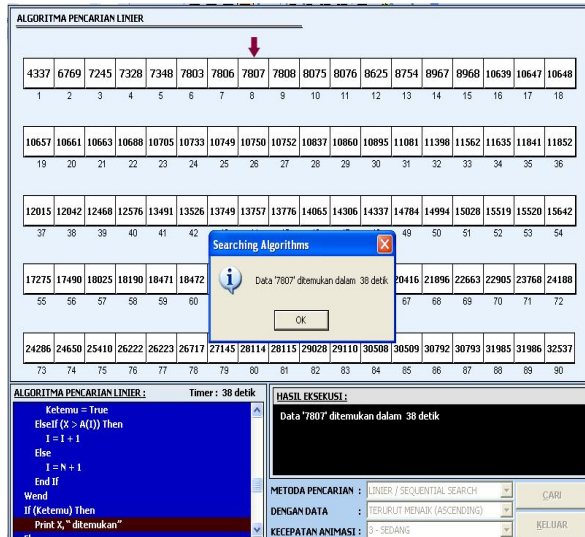 ALGORITMA PENCARIAN LINIER
4337 6769 7245 7328 7348 7803 7806 7807 7808 8075 8076 8625 8754 8967 8968 10639 10647 10648
1 2 3 4 5 6 7 8 9 10 11 12 13 14 15 16 17 18
10657 10661 10663 10688 10705 10733 10749 10750 10752 10837 10860 10895 11081 11398 11562 11635 11841 11852
19 20 21 22 23 24 25 26 27 28 29 30 31 32 33 34 35 36
12015 12042 12468 12576 13491 13526 13749 13757 13776 14065 14306 14337 14784 14994 15028 15519 15520 15642
37 38 39 40 41 42 49 50 51 52 53 54
Searching Algorithms
17275 17490 18025 18190 18471 18472 20416 21896 22663 22905 23768 24188
Data '7807' ditemukan dalam 38 detik
55 56 57 58 59 60 67 68 69 70 71 72
OK
24286 24650 25410 26222 26223 26717 27145 28114 28115 29028 29110 30508 30509 30792 30793 31985 31986 32537
73 74 75 76 77 78 79 80 81 82 83 84 85 86 87 88 89 90
ALGORITMA PENCARIAN LINIER : Timer : 38 detik
Ketemu = True
ElseIf (X > A(I)) Then
I = I + 1
Else
I = N + 1
End If
Wend
If (Ketemu) Then
Print X, " ditemukan"
HASIL EKSEKUSI :
Data '7807' ditemukan dalam 38 detik
METODA PENCARIAN : LINIER / SEQUENTIAL SEARCH CARI
DENGAN DATA : TERURUT MENAIK (ASCENDING)
KECEPATAN ANIMASI : 3 - SEDANG KELUAR